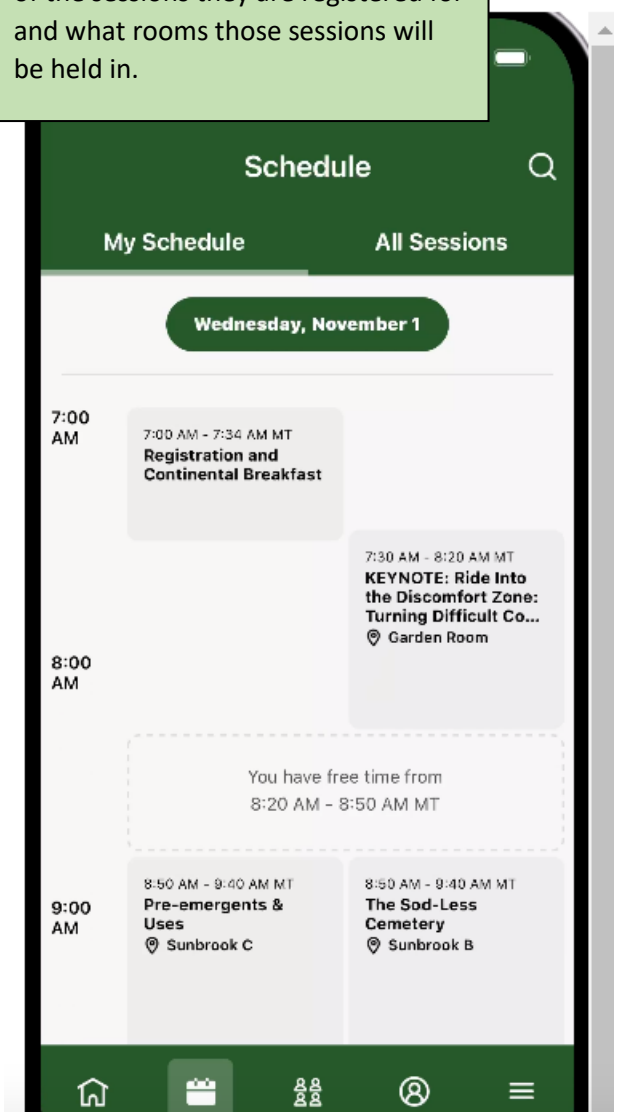 of the sessions they are registered for
and what rooms those sessions will
be held in.
Schedule
My Schedule
All Sessions
Wednesday, November 1
7:00
AM
7:00 AM - 7:34 AM MT
Registration and
Continental Breakfast
7:30 AM - 8:20 AM MT
KEYNOTE: Ride Into
the Discomfort Zone:
Turning Difficult Co...
Garden Room
8:00
AM
You have free time from
8:20 AM - 8:50 AM MT
9:00
AM
8:50 AM - 9:40 AM MT
Pre-emergents &
Uses
Sunbrook C
8:50 AM - 9:40 AM MT
The Sod-Less
Cemetery
Sunbrook B